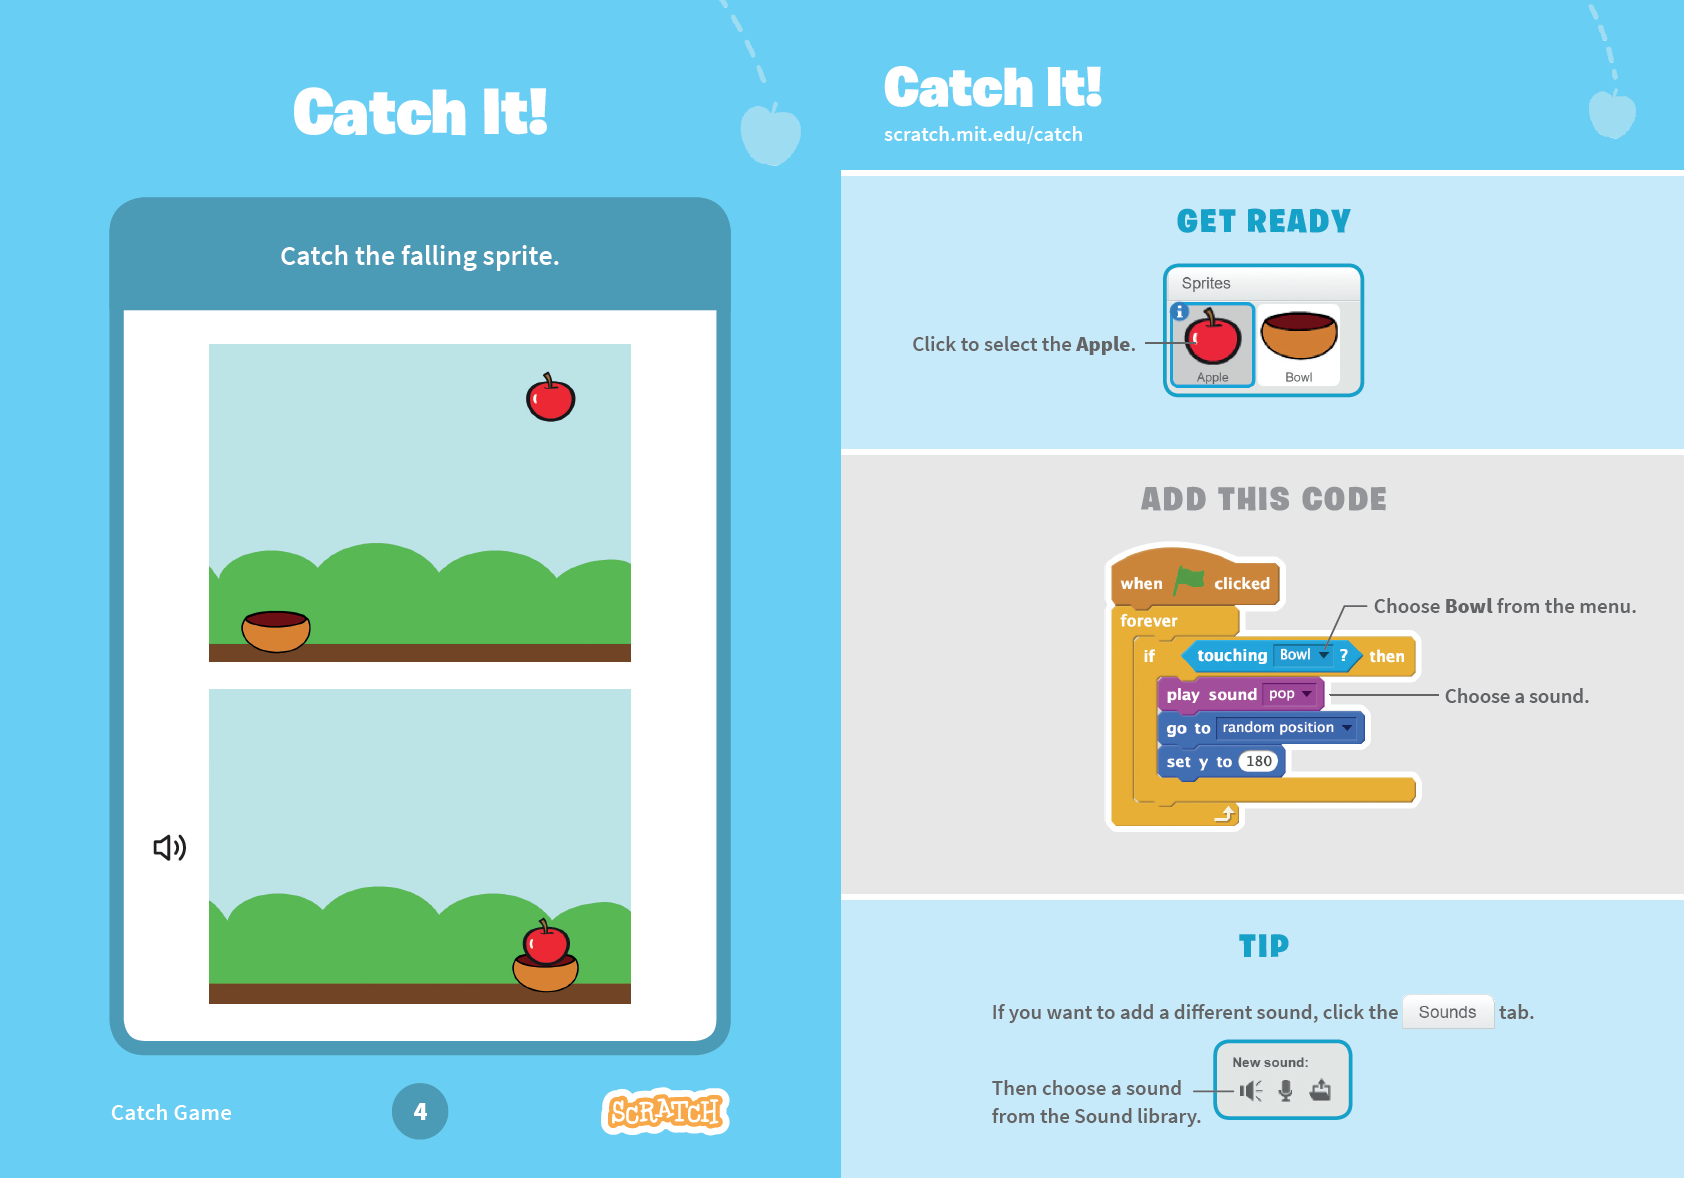 Catch It!
Catch the falling sprite.
Catch Game
4
SCRATCH
Catch It!
scratch.mit.edu/catch
GET READY
Click to select the Apple.
Sprites
i
Apple
Bowl
ADD THIS CODE
when clicked
forever
if touching Bowl ? then
play sound pop
go to random position
set y to 180
Choose Bowl from the menu.
Choose a sound.
TIP
If you want to add a different sound, click the Sounds tab.
Then choose a sound
from the Sound library.
New sound: